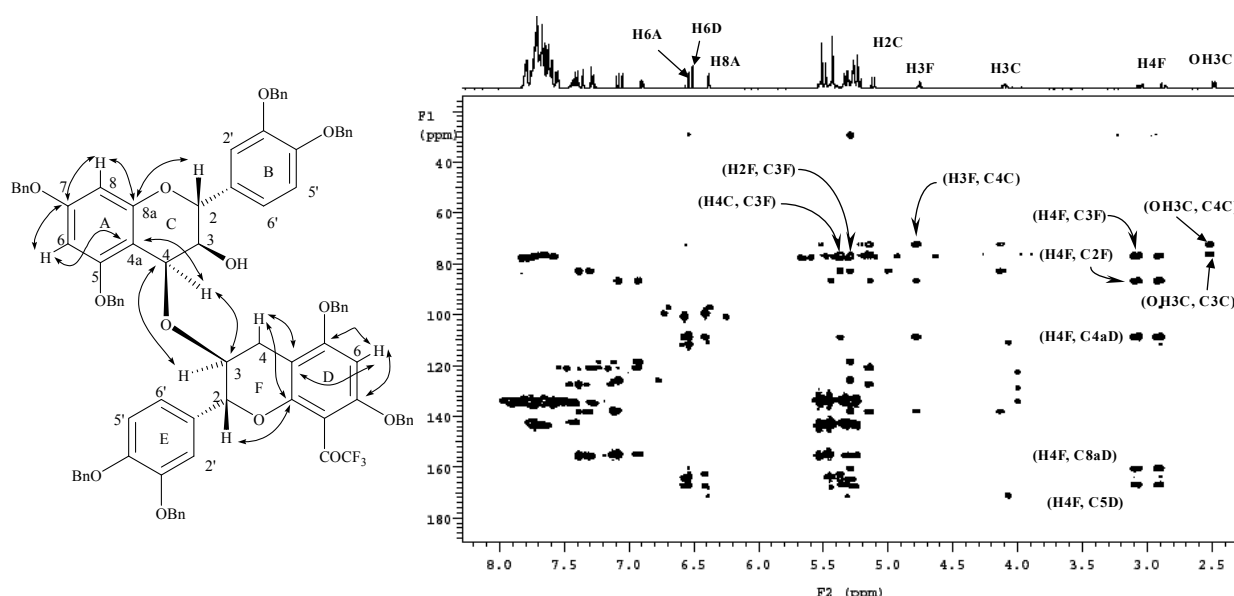 OBn
OBn
2'
B
5'
6'
H
H
7
8
BnO
8a
O
C
2
3
A
6
4a
4
OH
H
5
H
OBn
O
H
OBn
H
3
4
6
H
F
D
6'
2
O
OBn
5'
E
H
BnO
2'
COCF3
OBn
H6A
H6D
H8A
H2C
H3F
H3C
H4F
OH3C
F1
(ppm)
40
60
80
100
120
140
160
180
(H2F, C3F)
(H4C, C3F)
(H3F, C4C)
(H4F, C3F)
(OH3C, C4C)
(H4F, C2F)
(OH3C, C3C)
(H4F, C4aD)
(H4F, C8aD)
(H4F, C5D)
8.0 7.5 7.0 6.5 6.0 5.5 5.0 4.5 4.0 3.5 3.0 2.5
F2 (ppm)